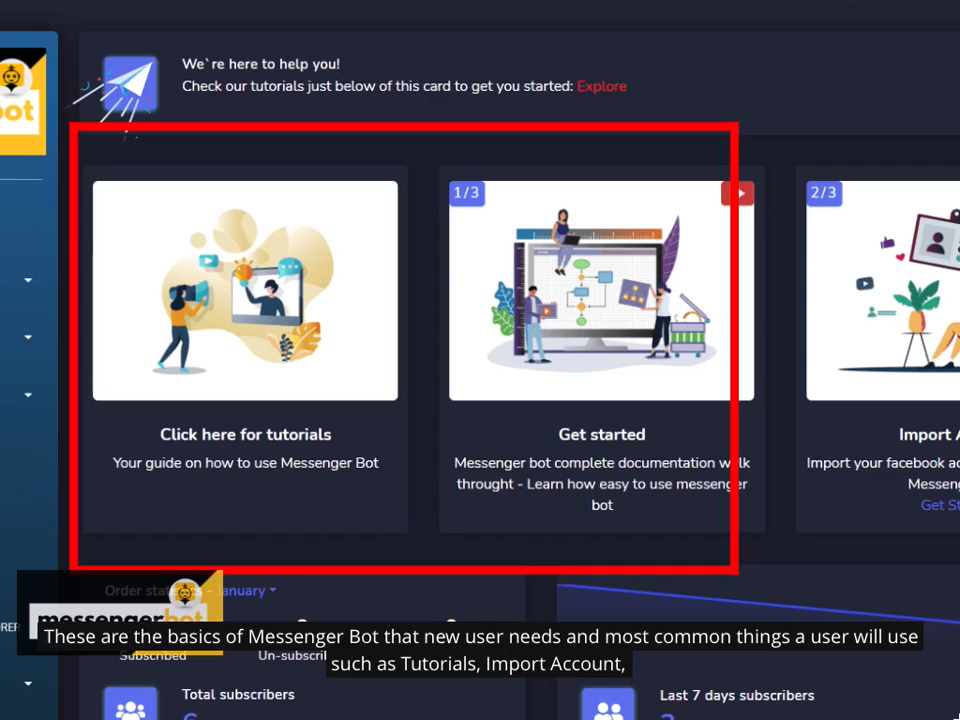 We`re here to help you!
Check our tutorials just below of this card to get you started: Explore
bot
1/3
2/3
Click here for tutorials
Your guide on how to use Messenger Bot
Get started
Messenger bot complete documentation walk
throught - Learn how easy to use messenger
bot
Import A
Import your facebook ac
Messeng
Get St
Order statistics - January
messengerbot
These are the basics of Messenger Bot that new user needs and most common things a user will use
such as Tutorials, Import Account,
Subscribed
Un-subscri
Total subscribers
Last 7 days subscribers